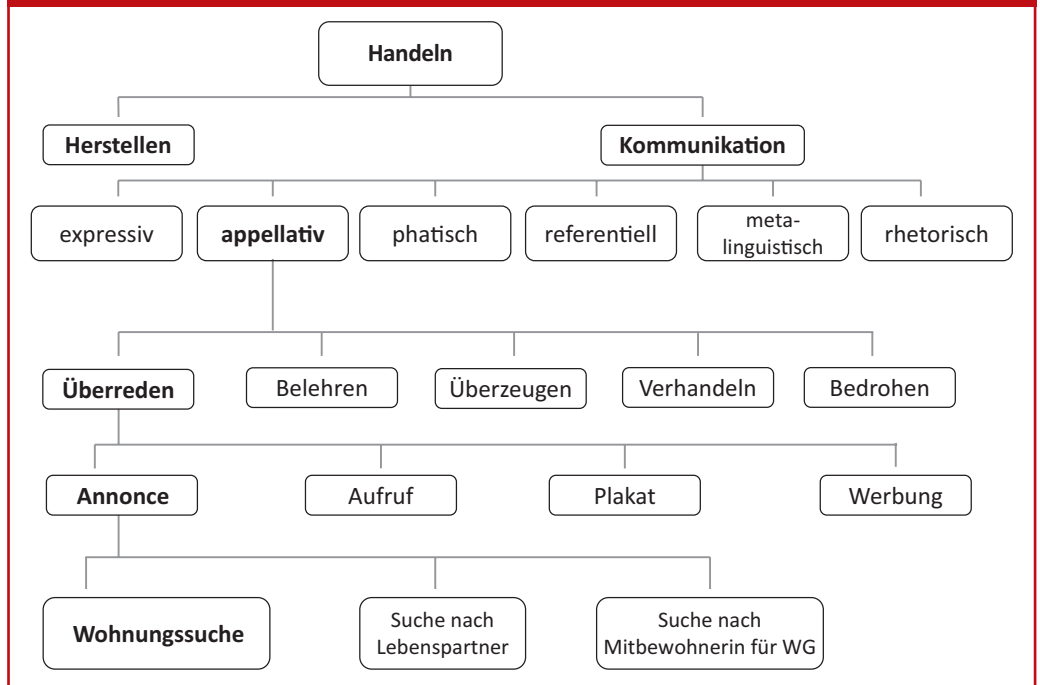 Handeln
Herstellen
Kommunikation
expressiv
appellativ
phatisch
referentiell
meta-
linguistisch
rhetorisch
Überreden
Belehren
Überzeugen
Verhandeln
Bedrohen
Annonce
Aufruf
Plakat
Werbung
Wohnungssuche
Suche nach
Lebenspartner
Suche nach
Mitbewohnerin für WG